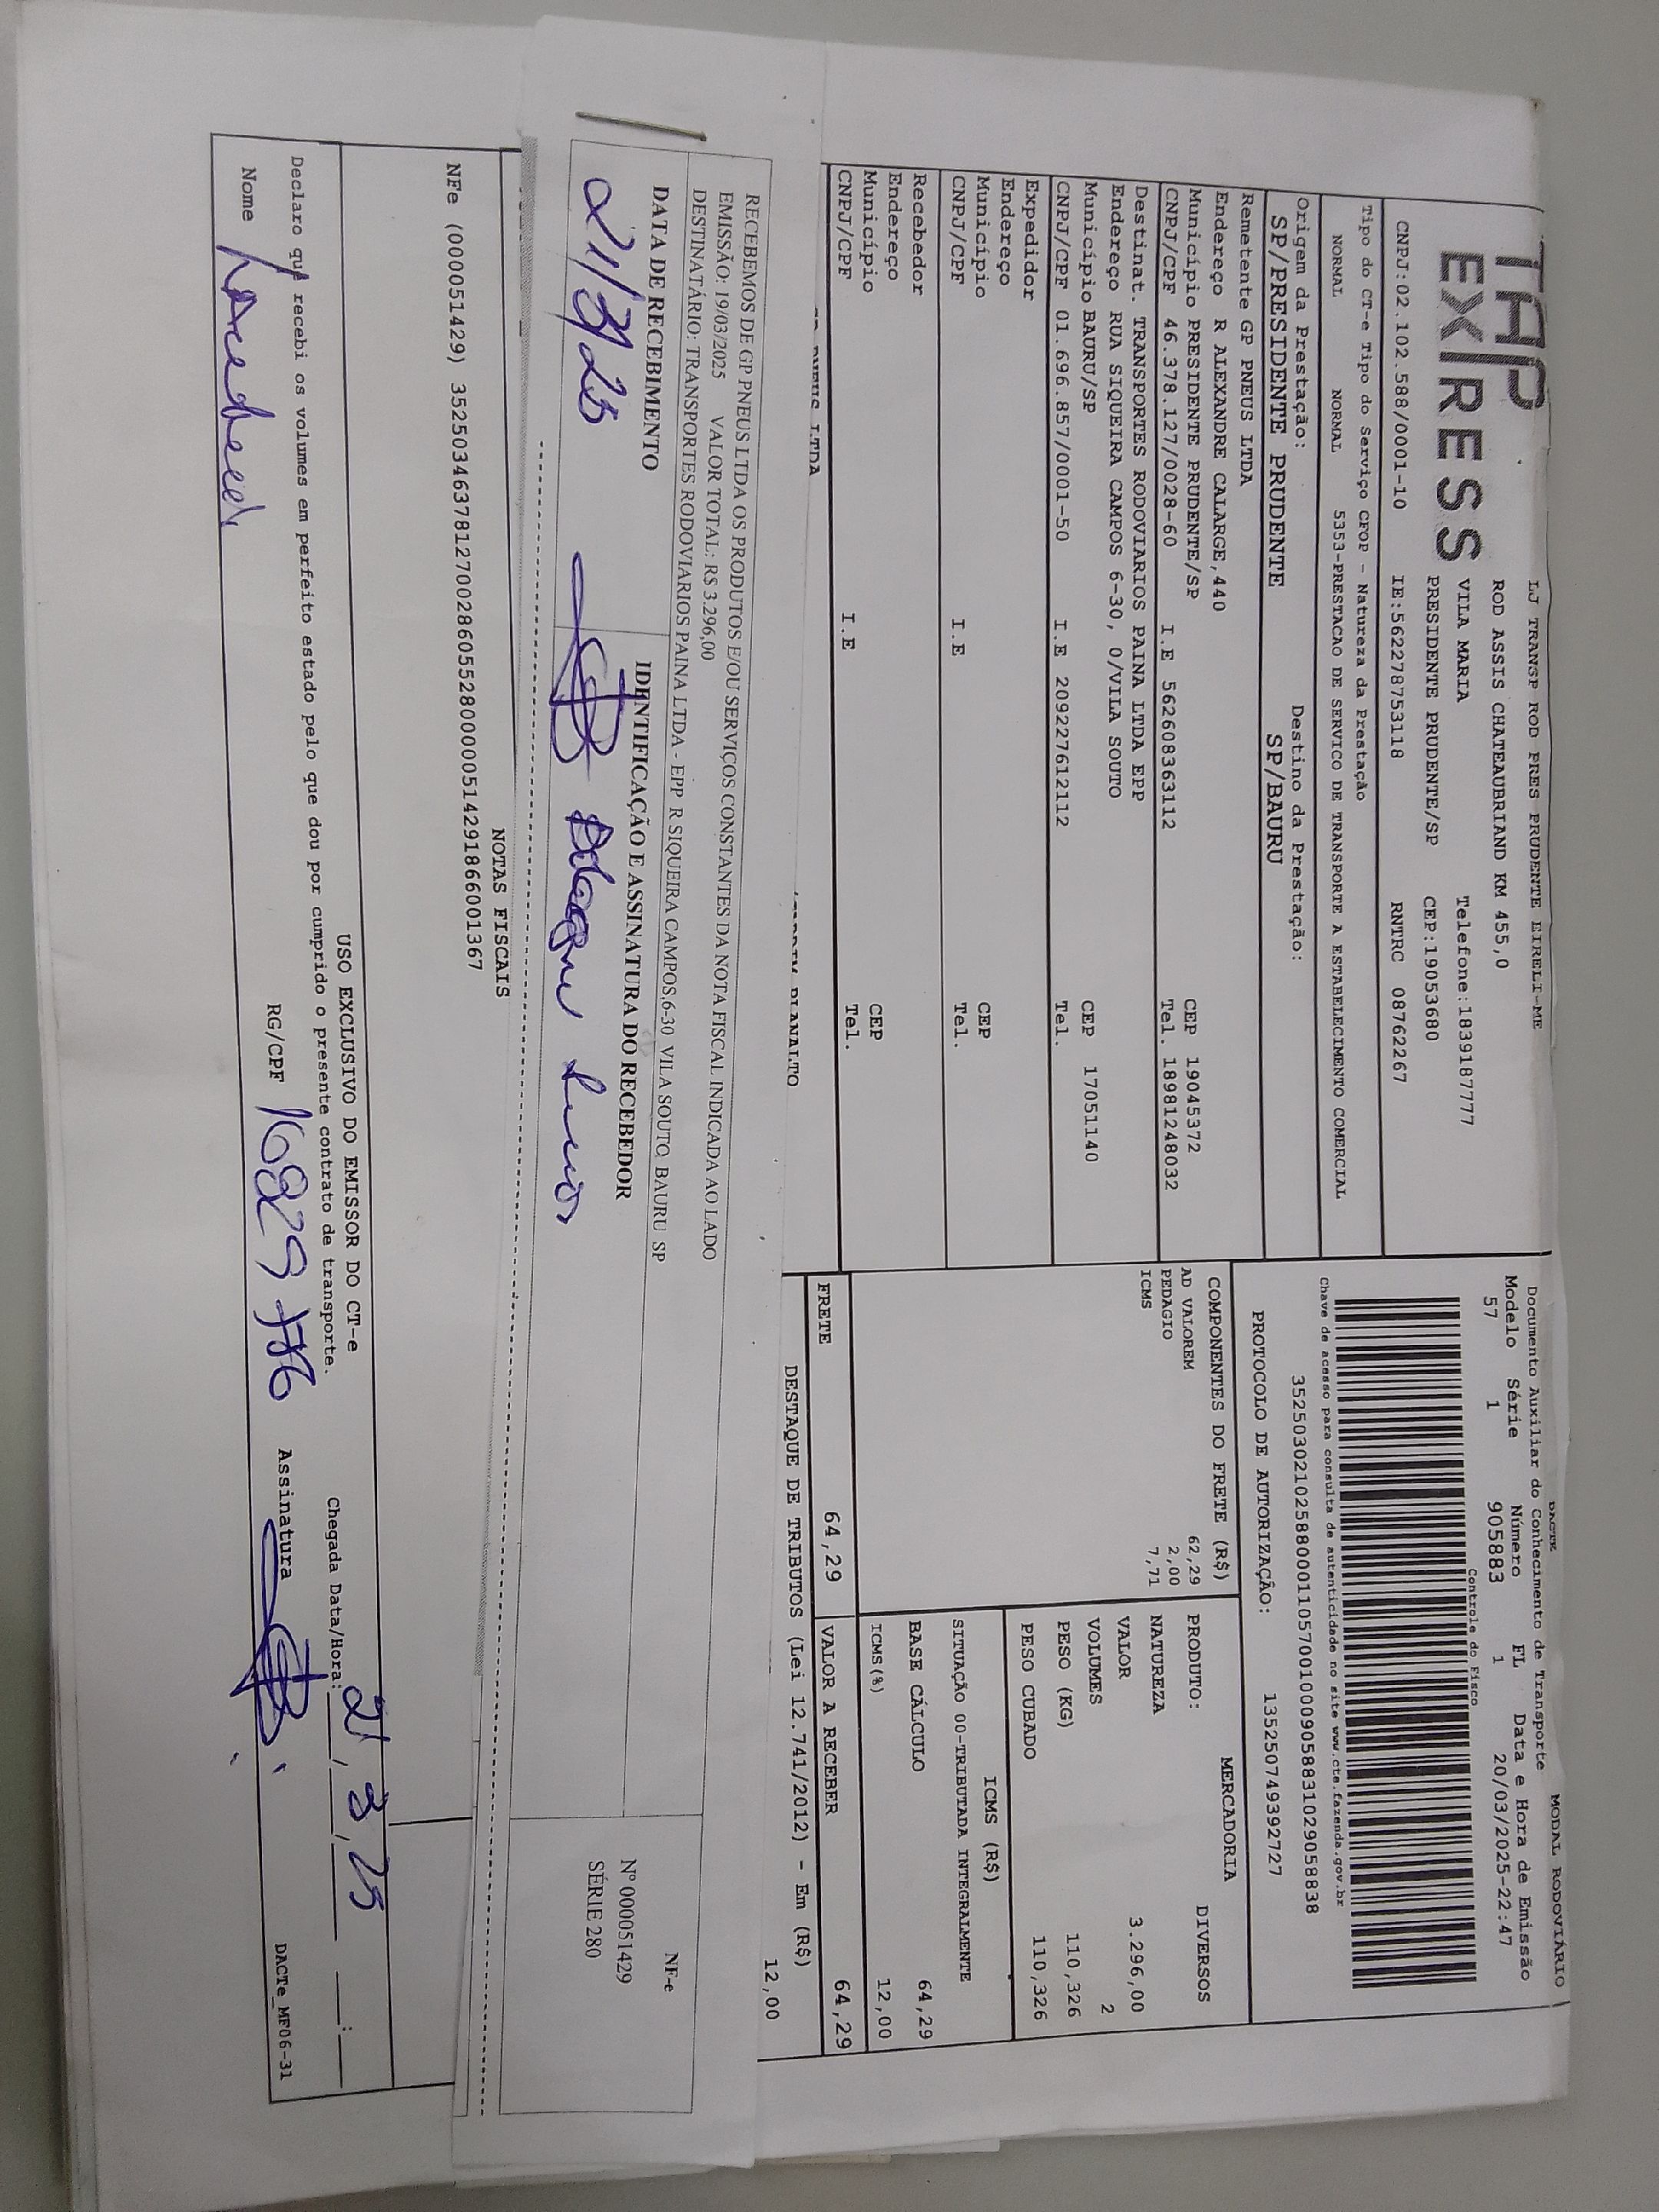 TAP
EXPRESS
LJ TRANSP ROD PRES PRUDENTE EIRELI-ME
ROD ASSIS CHATEAUBRIAND KM 455,0
VILA MARIA Telefone:1839187777
PRESIDENTE PRUDENTE/SP CEP:19053680
CNPJ:02.102.588/0001-10 IE:562278753118 RNTRC 08762267
Tipo do CT-e Tipo do Serviço CFOP - Natureza da Prestação
NORMAL NORMAL 5353-PRESTACAO DE SERVICO DE TRANSPORTE A ESTABELECIMENTO COMERCIAL
Origem da Prestação: Destino da Prestação:
SP/PRESIDENTE PRUDENTE SP/BAURU
Remetente GP PNEUS LTDA
Endereço R ALEXANDRE CALARGE,440
Município PRESIDENTE PRUDENTE/SP CEP 19045372
CNPJ/CPF 46.378.127/0028-60 I.E 562608363112 Tel. 18981248032
Destinat. TRANSPORTES RODOVIARIOS PAINA LTDA EPP
Endereço RUA SIQUEIRA CAMPOS 6-30, 0/VILA SOUTO
Município BAURU/SP CEP 17051140
CNPJ/CPF 01.696.857/0001-50 I.E 209227612112 Tel.
Expedidor
Endereço
Município CEP
CNPJ/CPF I.E Tel.
Recebedor
Endereço
Município CEP
CNPJ/CPF I.E Tel.
DACTE MODAL RODOVIÁRIO
Documento Auxiliar do Conhecimento de Transporte
Modelo Série Número FL Data e Hora de Emissão
57 1 905883 1 20/03/2025-22:47
Controle do Fisco
Chave de acesso para consulta de autenticidade no site www.cte.fazenda.gov.br
35250302102588000110570010009058831029058838
PROTOCOLO DE AUTORIZAÇÃO: 135250749392727
COMPONENTES DO FRETE (R$)
AD VALOREM 62,29
PEDAGIO 2,00
ICMS 7,71
MERCADORIA
PRODUTO: DIVERSOS
NATUREZA
VALOR 3.296,00
VOLUMES 2
PESO (KG) 110,326
PESO CUBADO 110,326
ICMS (R$)
SITUAÇÃO 00-TRIBUTADA INTEGRALMENTE
BASE CÁLCULO 64,29
ICMS(%) 12,00
FRETE 64,29 VALOR A RECEBER 64,29
DESTAQUE DE TRIBUTOS (Lei 12.741/2012) - Em (R$)
12,00
PNEUS LTDA PLANALTO
RECEBEMOS DE GP PNEUS LTDA OS PRODUTOS E/OU SERVIÇOS CONSTANTES DA NOTA FISCAL INDICADA AO LADO
EMISSÃO: 19/03/2025 VALOR TOTAL: R$ 3.296,00
DESTINATÁRIO: TRANSPORTES RODOVIARIOS PAINA LTDA - EPP R SIQUEIRA CAMPOS,6-30 VILA SOUTO, BAURU SP
DATA DE RECEBIMENTO IDENTIFICAÇÃO E ASSINATURA DO RECEBEDOR
21/3/25
NF-e
Nº 000051429
SÉRIE 280
NOTAS FISCAIS
NFe (000051429) 35250346378127002860552800000514291866001367
USO EXCLUSIVO DO EMISSOR DO CT-e
Declaro que recebi os volumes em perfeito estado pelo que dou por cumprido o presente contrato de transporte.
Chegada Data/Hora: 21/3/25 __:__
Nome RG/CPF Assinatura
DACTe_MF06-31